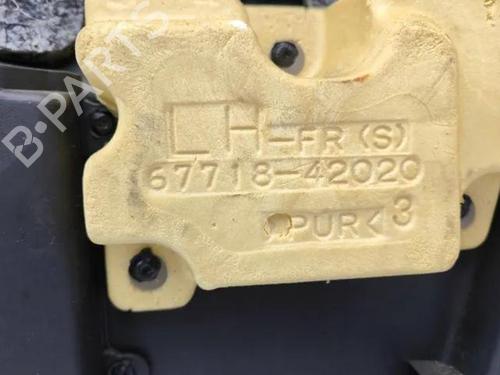 B-PARTS
LH-FR(S)
67718-42020
>PUR< 3